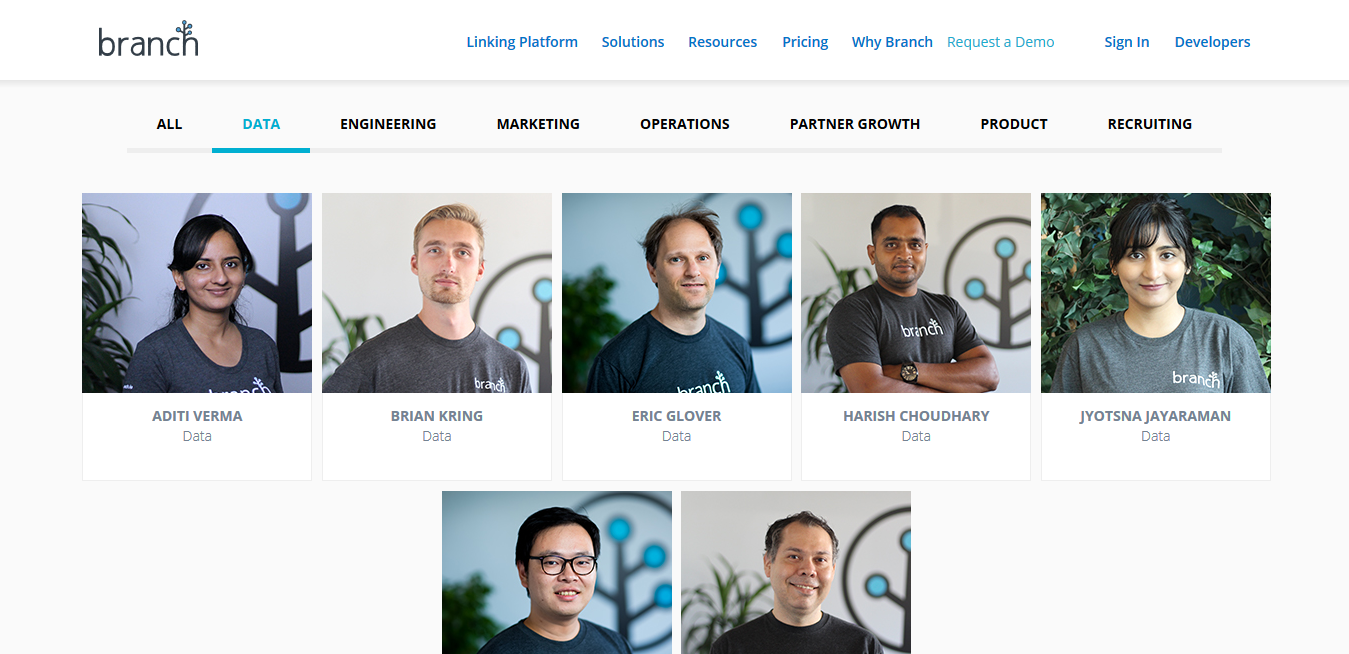 branch
Linking Platform Solutions Resources Pricing Why Branch Request a Demo Sign In Developers
ALL DATA ENGINEERING MARKETING OPERATIONS PARTNER GROWTH PRODUCT RECRUITING
branch
branch
branch
branch
branch
ADITI VERMA
Data
BRIAN KRING
Data
ERIC GLOVER
Data
HARISH CHOUDHARY
Data
JYOTSNA JAYARAMAN
Data